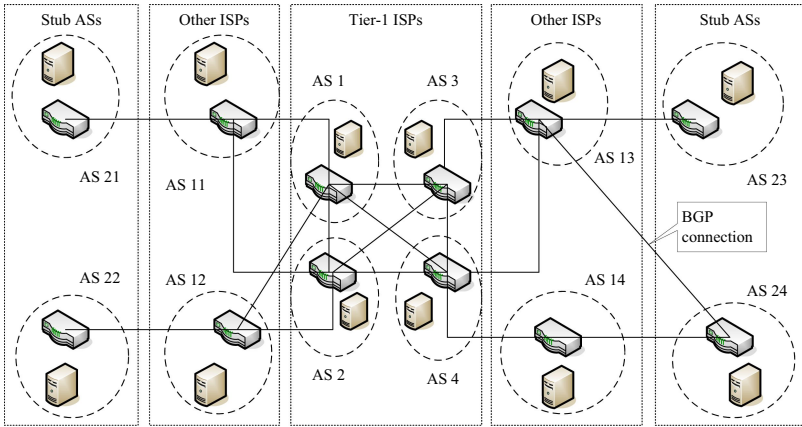 Stub ASs
Other ISPs
Tier-1 ISPs
Other ISPs
Stub ASs
AS 1
AS 3
AS 21
AS 11
AS 13
AS 23
BGP
connection
AS 22
AS 12
AS 14
AS 24
AS 2
AS 4